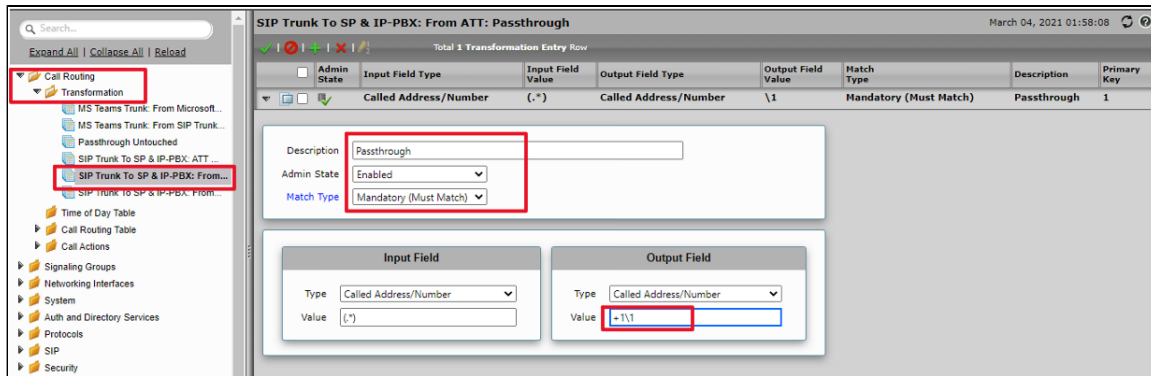 Search...
Expand All | Collapse All | Reload
Call Routing
Transformation
MS Teams Trunk: From Microsoft...
MS Teams Trunk: From SIP Trunk...
Passthrough Untouched
SIP Trunk To SP & IP-PBX: ATT ...
SIP Trunk To SP & IP-PBX: From...
SIP Trunk To SP & IP-PBX: From...
Time of Day Table
Call Routing Table
Call Actions
Signaling Groups
Networking Interfaces
System
Auth and Directory Services
Protocols
SIP
Security
SIP Trunk To SP & IP-PBX: From ATT: Passthrough March 04, 2021 01:58:08
Total 1 Transformation Entry Row
Admin State Input Field Type Input Field Value Output Field Type Output Field Value Match Type Description Primary Key
Called Address/Number (.*) Called Address/Number \1 Mandatory (Must Match) Passthrough 1
Description Passthrough
Admin State Enabled
Match Type Mandatory (Must Match)
Input Field
Type Called Address/Number
Value (.*)
Output Field
Type Called Address/Number
Value +1\1